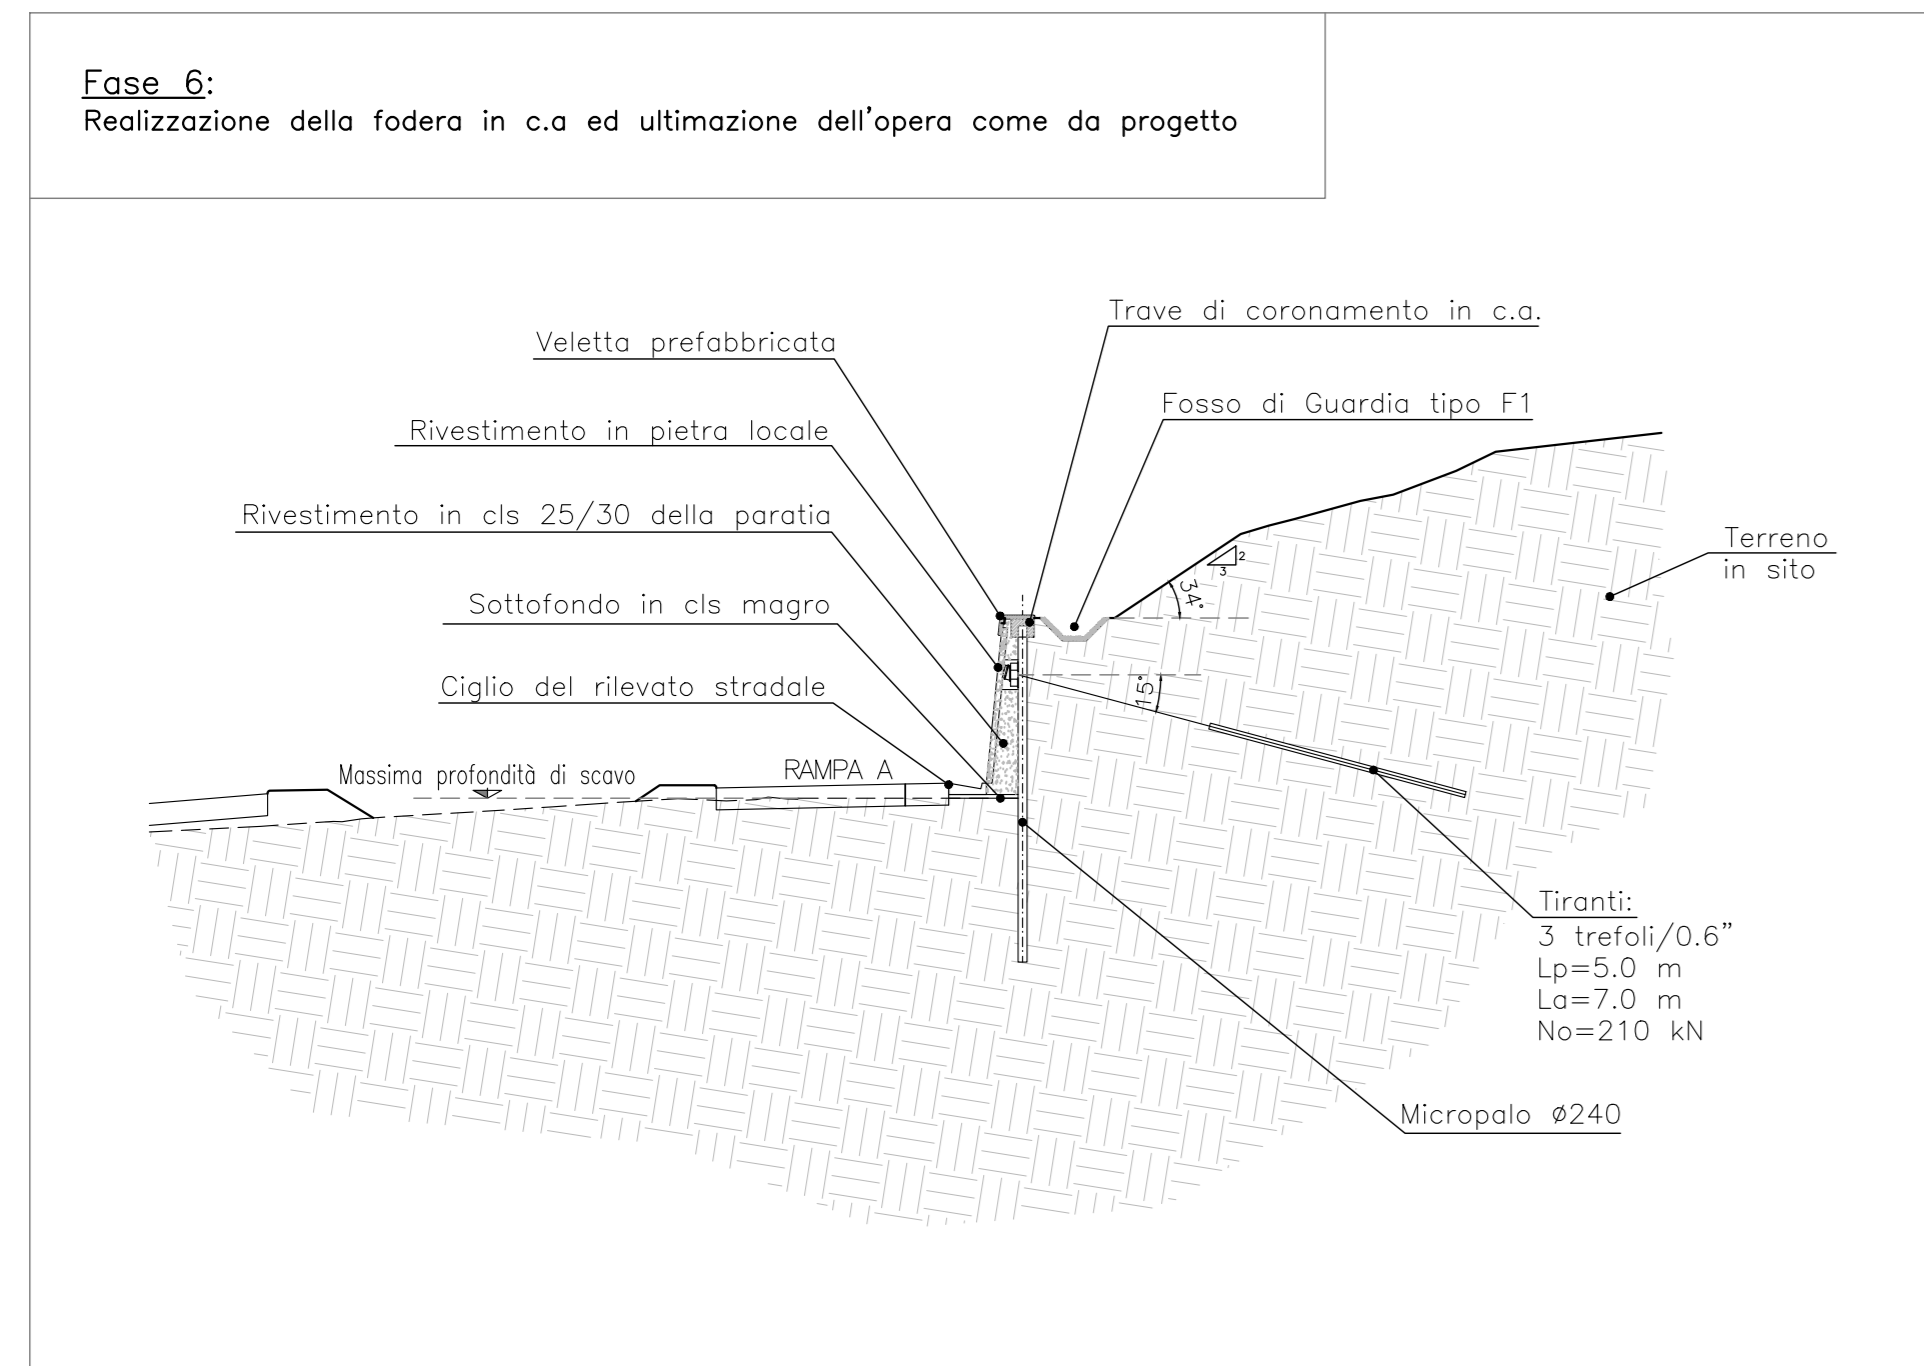 Fase 6:
Realizzazione della fodera in c.a ed ultimazione dell'opera come da progetto
Trave di coronamento in c.a.
Veletta prefabbricata
Fosso di Guardia tipo F1
Rivestimento in pietra locale
Rivestimento in cls 25/30 della paratia
Terreno
in sito
2
3
34°
Sottofondo in cls magro
Ciglio del rilevato stradale
15°
Massima profondità di scavo
RAMPA A
Tiranti:
3 trefoli/0.6"
Lp=5.0 m
La=7.0 m
No=210 kN
Micropalo ø240